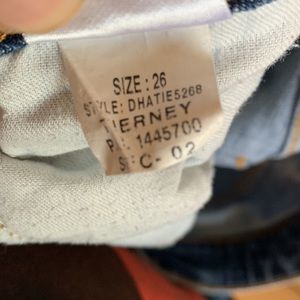 SIZE: 26
STYLE: DHATIE5268
TIERNEY
1445700
C- 02